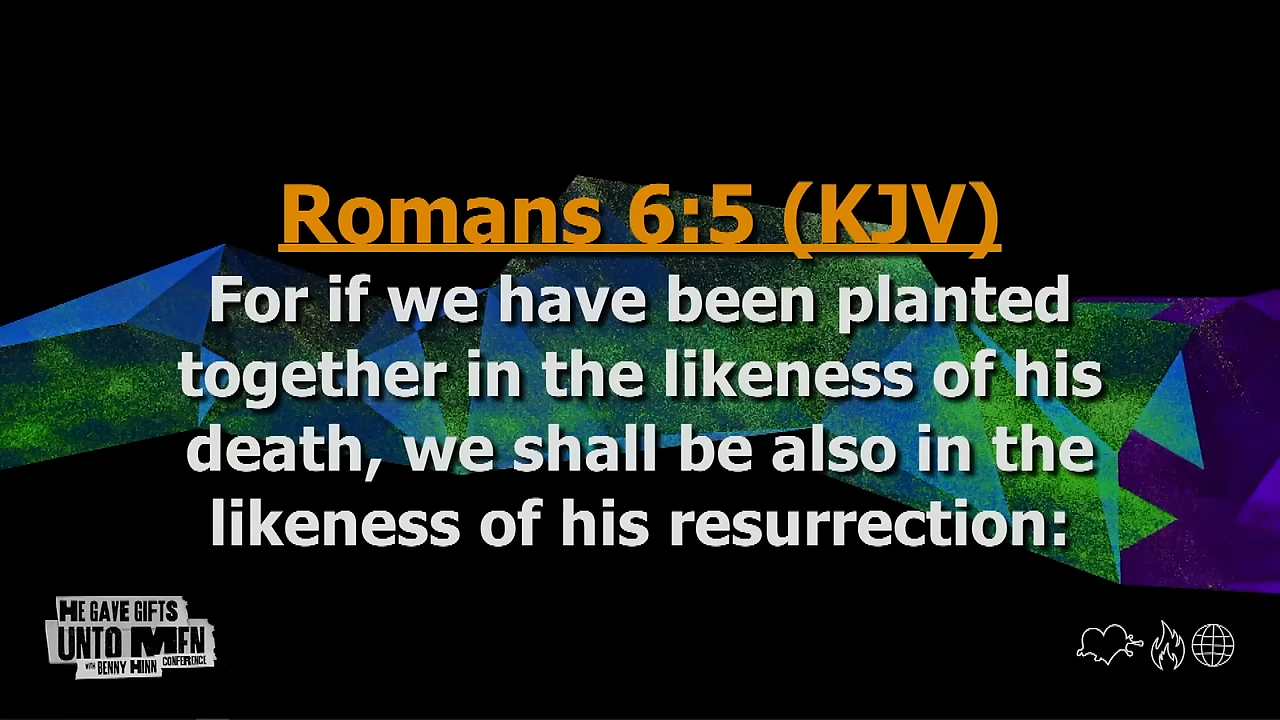 Romans 6:5 (KJV)
For if we have been planted
together in the likeness of his
death, we shall be also in the
likeness of his resurrection:
HE GAVE GIFTS
UNTO MEN
WITH BENNY HINN CONFERENCE